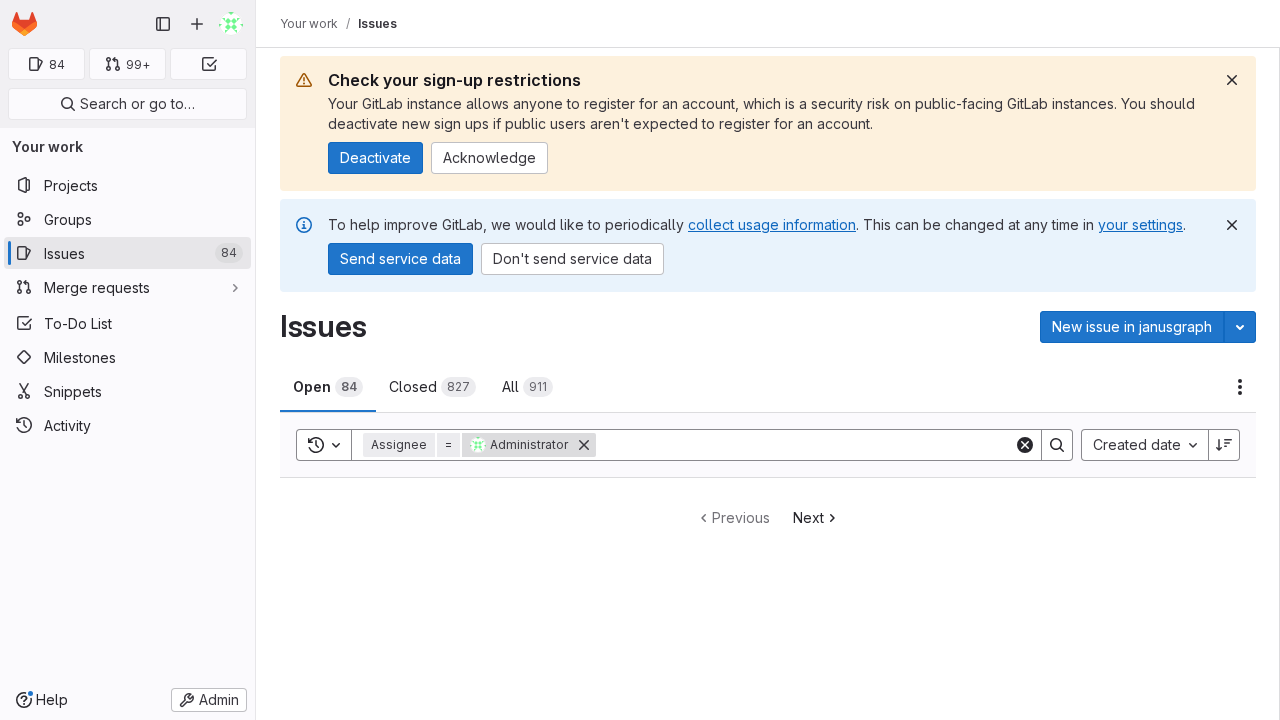 Your work / Issues
84
99+
Search or go to…
Your work
Projects
Groups
Issues 84
Merge requests
To-Do List
Milestones
Snippets
Activity
Help
Admin
Check your sign-up restrictions
Your GitLab instance allows anyone to register for an account, which is a security risk on public-facing GitLab instances. You should
deactivate new sign ups if public users aren't expected to register for an account.
Deactivate
Acknowledge
To help improve GitLab, we would like to periodically collect usage information. This can be changed at any time in your settings.
Send service data
Don't send service data
Issues
New issue in janusgraph
Open 84
Closed 827
All 911
Assignee = Administrator
Created date
Previous
Next